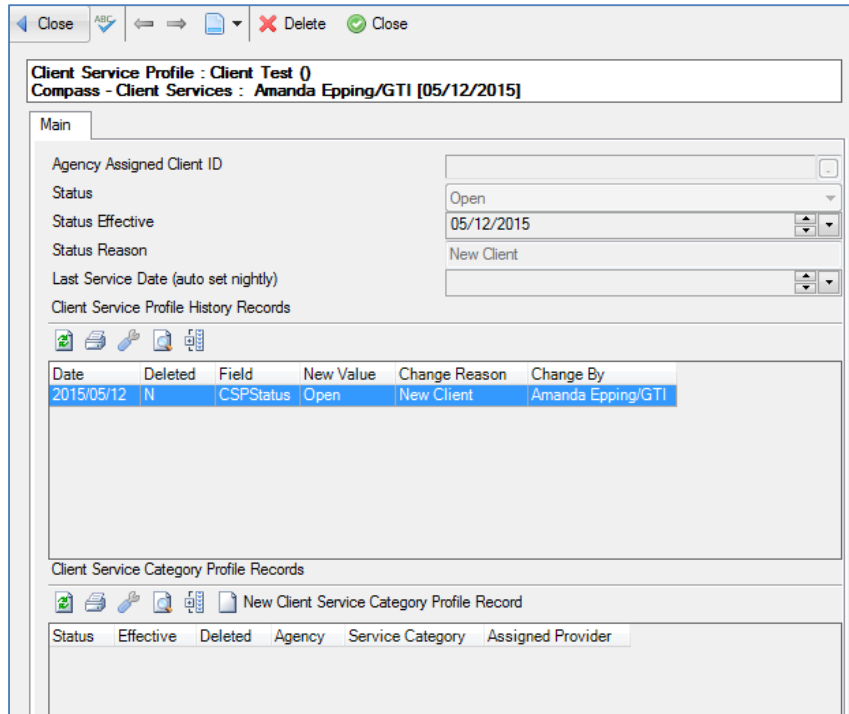 Close ABC Delete Close
Client Service Profile : Client Test ()
Compass - Client Services : Amanda Epping/GTI [05/12/2015]
Main
Agency Assigned Client ID .
Status Open
Status Effective 05/12/2015
Status Reason New Client
Last Service Date (auto set nightly)
Client Service Profile History Records
Date Deleted Field New Value Change Reason Change By
2015/05/12 N CSPStatus Open New Client Amanda Epping/GTI
Client Service Category Profile Records
New Client Service Category Profile Record
Status Effective Deleted Agency Service Category Assigned Provider